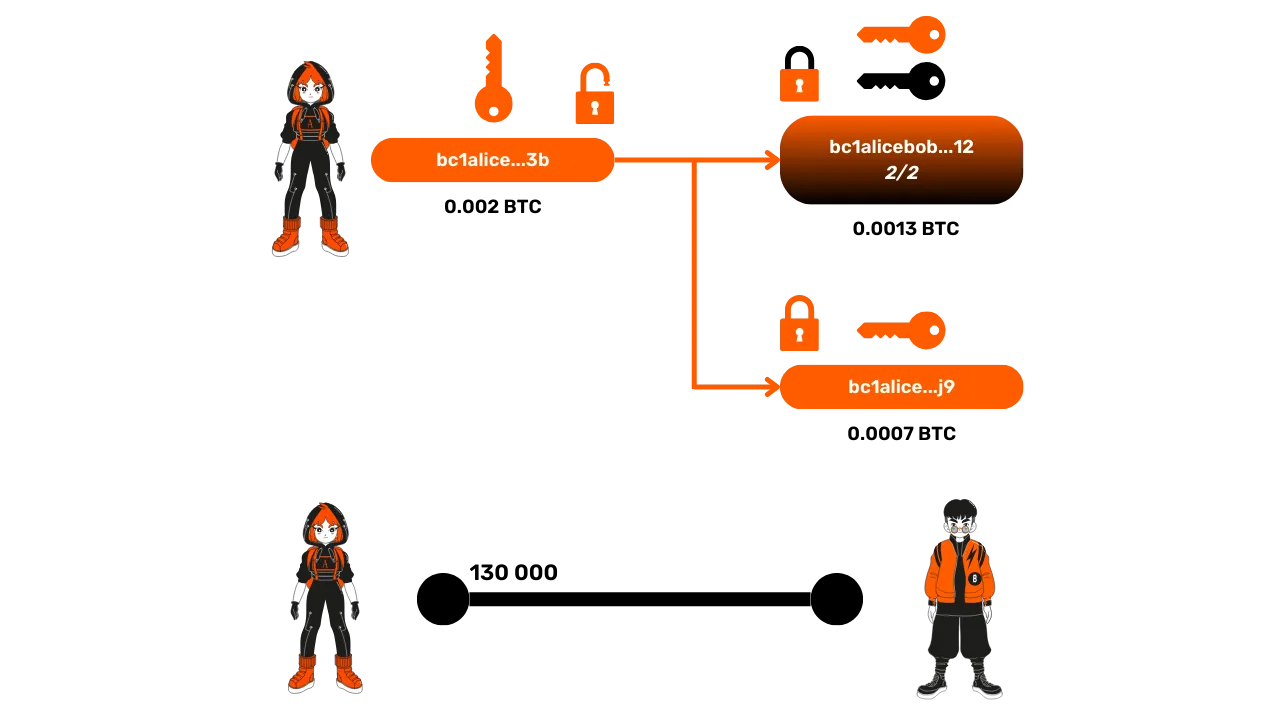 bc1alice...3b
0.002 BTC
bc1alicebob...12
2/2
0.0013 BTC
bc1alice...j9
0.0007 BTC
A
130 000
A
B